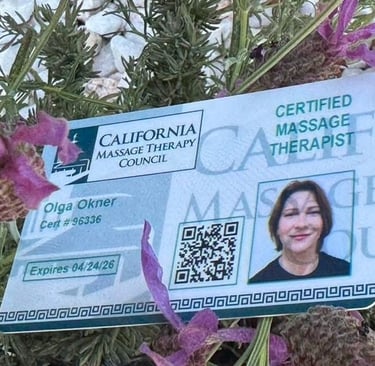 CALIFORNIA
MASSAGE THERAPY
COUNCIL
CERTIFIED
MASSAGE
THERAPIST
Olga Okner
Cert # 96336
Expires 04/24/26